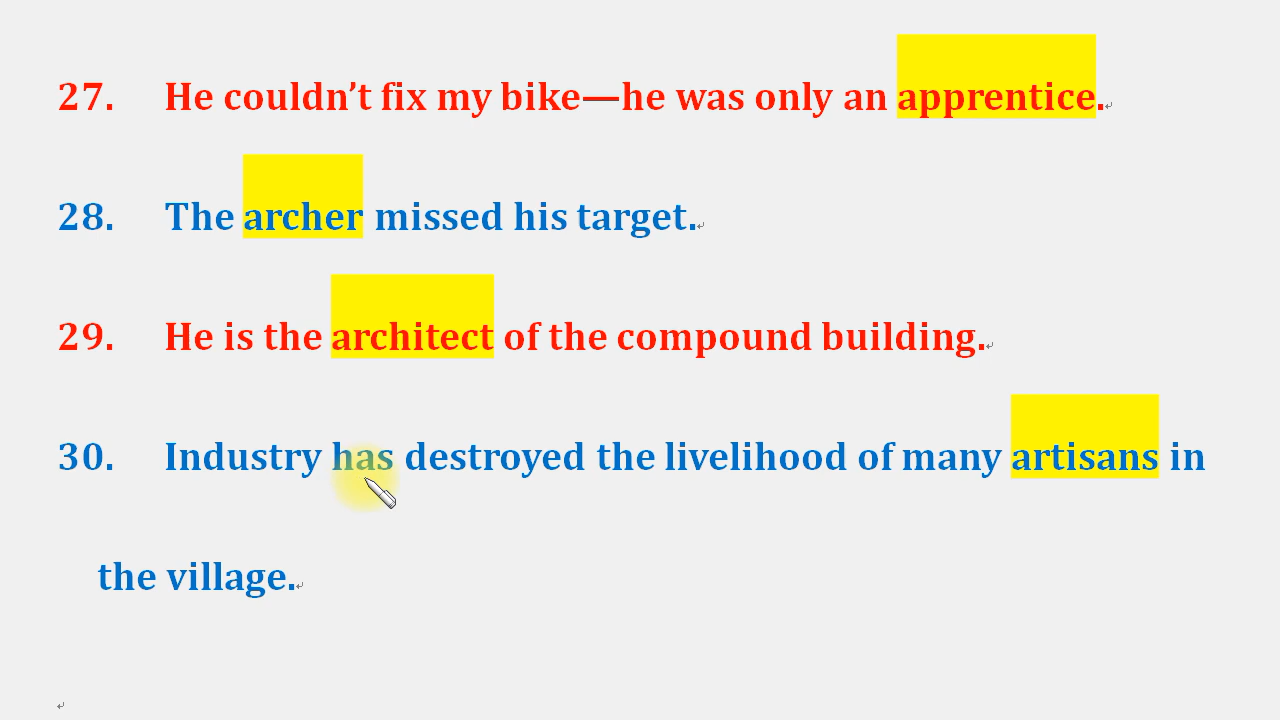 27. He couldn’t fix my bike—he was only an apprentice.
28. The archer missed his target.
29. He is the architect of the compound building.
30. Industry has destroyed the livelihood of many artisans in
the village.